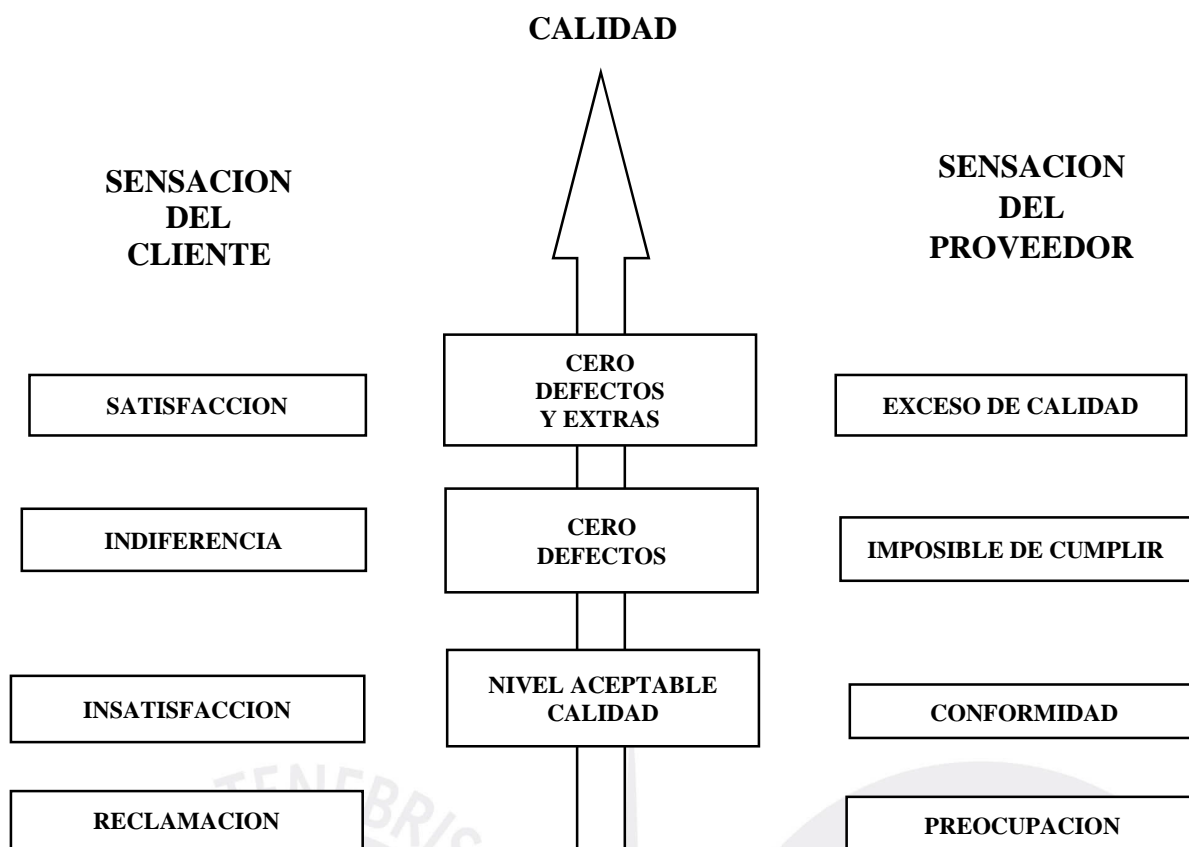 CALIDAD
SENSACION
DEL
CLIENTE
SENSACION
DEL
PROVEEDOR
SATISFACCION
CERO
DEFECTOS
Y EXTRAS
EXCESO DE CALIDAD
INDIFERENCIA
CERO
DEFECTOS
IMPOSIBLE DE CUMPLIR
INSATISFACCION
NIVEL ACEPTABLE
CALIDAD
CONFORMIDAD
RECLAMACION
PREOCUPACION
TENEBRIS